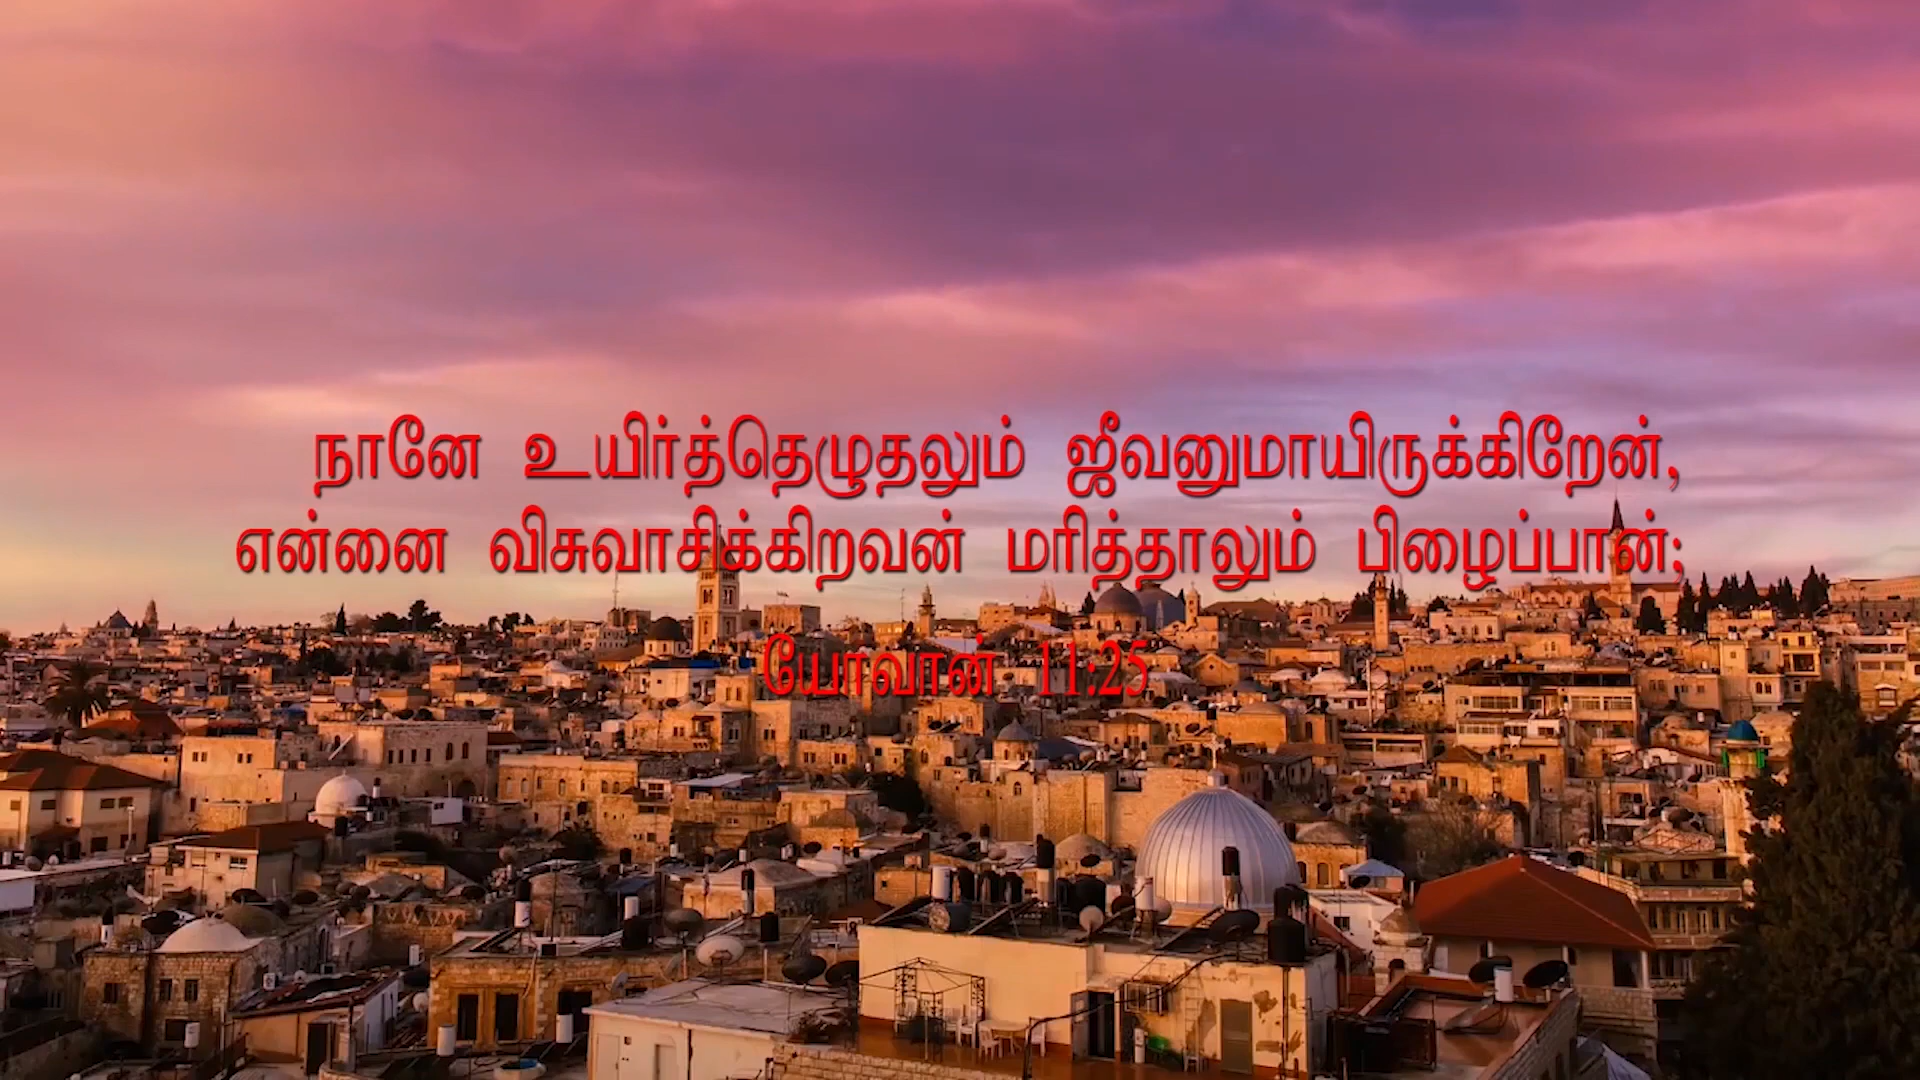 நானே உயிர்த்தெழுதலும் ஜீவனுமாயிருக்கிறேன்,
என்னை விசுவாசிக்கிறவன் மரித்தாலும் பிழைப்பான்;
யோவான் 11:25